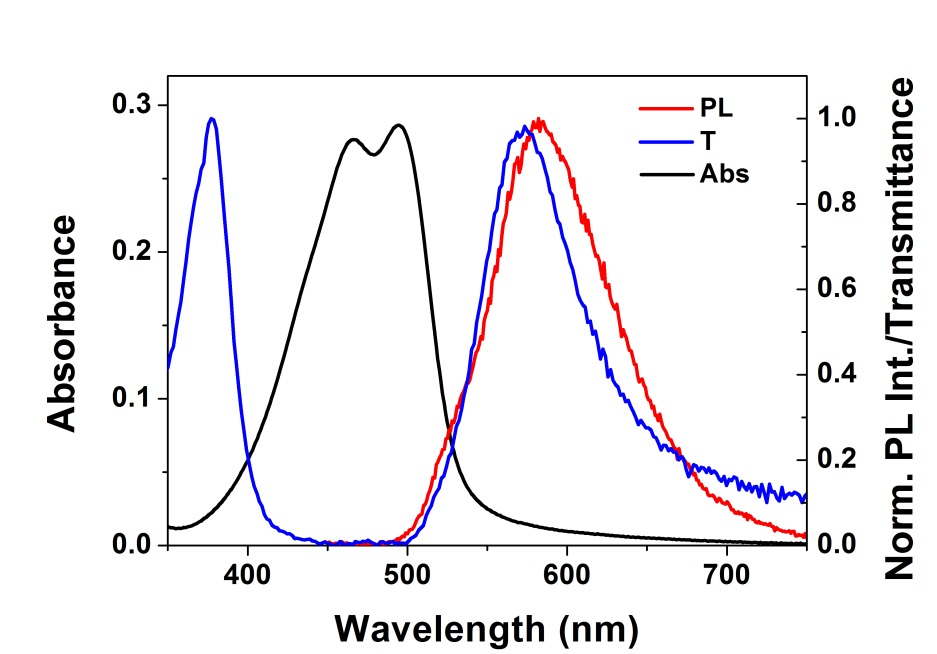 0.3
0.2
0.1
0.0
Absorbance
PL
T
Abs
1.0
0.8
0.6
0.4
0.2
0.0
Norm. PL Int./Transmittance
400 500 600 700
Wavelength (nm)